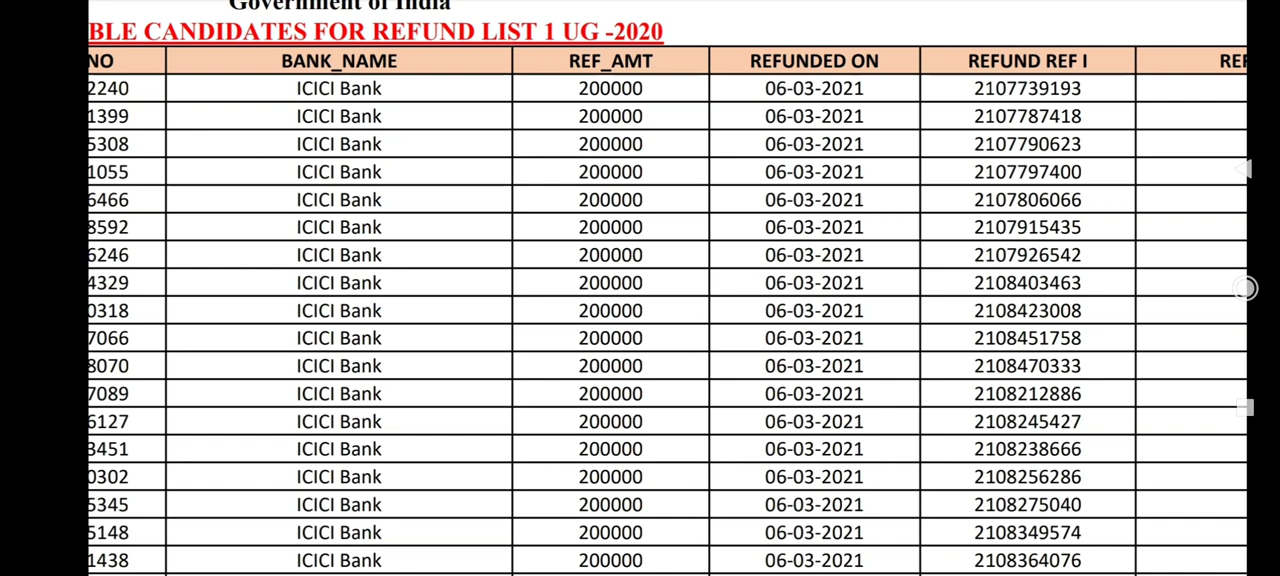 Government of India
BLE CANDIDATES FOR REFUND LIST 1 UG -2020
NO BANK_NAME REF_AMT REFUNDED ON REFUND REF I REF
2240 ICICI Bank 200000 06-03-2021 2107739193
1399 ICICI Bank 200000 06-03-2021 2107787418
5308 ICICI Bank 200000 06-03-2021 2107790623
1055 ICICI Bank 200000 06-03-2021 2107797400
6466 ICICI Bank 200000 06-03-2021 2107806066
8592 ICICI Bank 200000 06-03-2021 2107915435
6246 ICICI Bank 200000 06-03-2021 2107926542
4329 ICICI Bank 200000 06-03-2021 2108403463
0318 ICICI Bank 200000 06-03-2021 2108423008
7066 ICICI Bank 200000 06-03-2021 2108451758
8070 ICICI Bank 200000 06-03-2021 2108470333
7089 ICICI Bank 200000 06-03-2021 2108212886
6127 ICICI Bank 200000 06-03-2021 2108245427
3451 ICICI Bank 200000 06-03-2021 2108238666
0302 ICICI Bank 200000 06-03-2021 2108256286
5345 ICICI Bank 200000 06-03-2021 2108275040
5148 ICICI Bank 200000 06-03-2021 2108349574
1438 ICICI Bank 200000 06-03-2021 2108364076